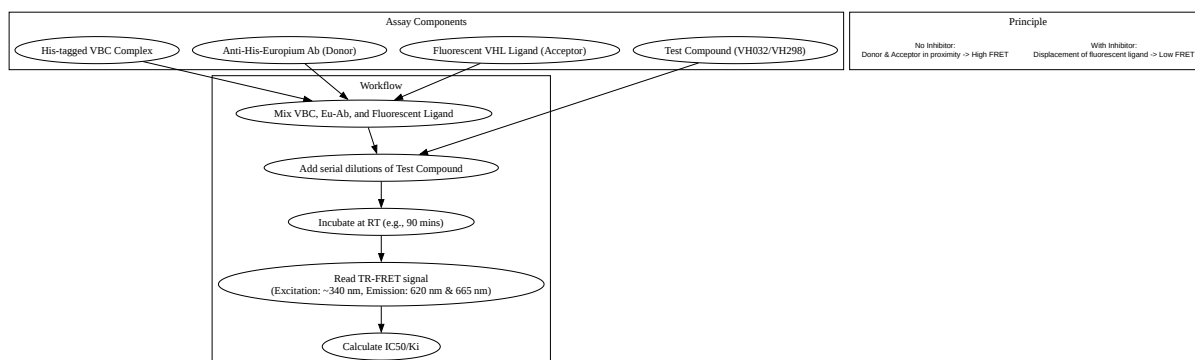 Assay Components
Principle
His-tagged VBC Complex
Anti-His-Europium Ab (Donor)
Fluorescent VHL Ligand (Acceptor)
Test Compound (VH032/VH298)
No Inhibitor:
Donor & Acceptor in proximity -> High FRET
With Inhibitor:
Displacement of fluorescent ligand -> Low FRET
Workflow
Mix VBC, Eu-Ab, and Fluorescent Ligand
Add serial dilutions of Test Compound
Incubate at RT (e.g., 90 mins)
Read TR-FRET signal
(Excitation: ~340 nm, Emission: 620 nm & 665 nm)
Calculate IC50/Ki